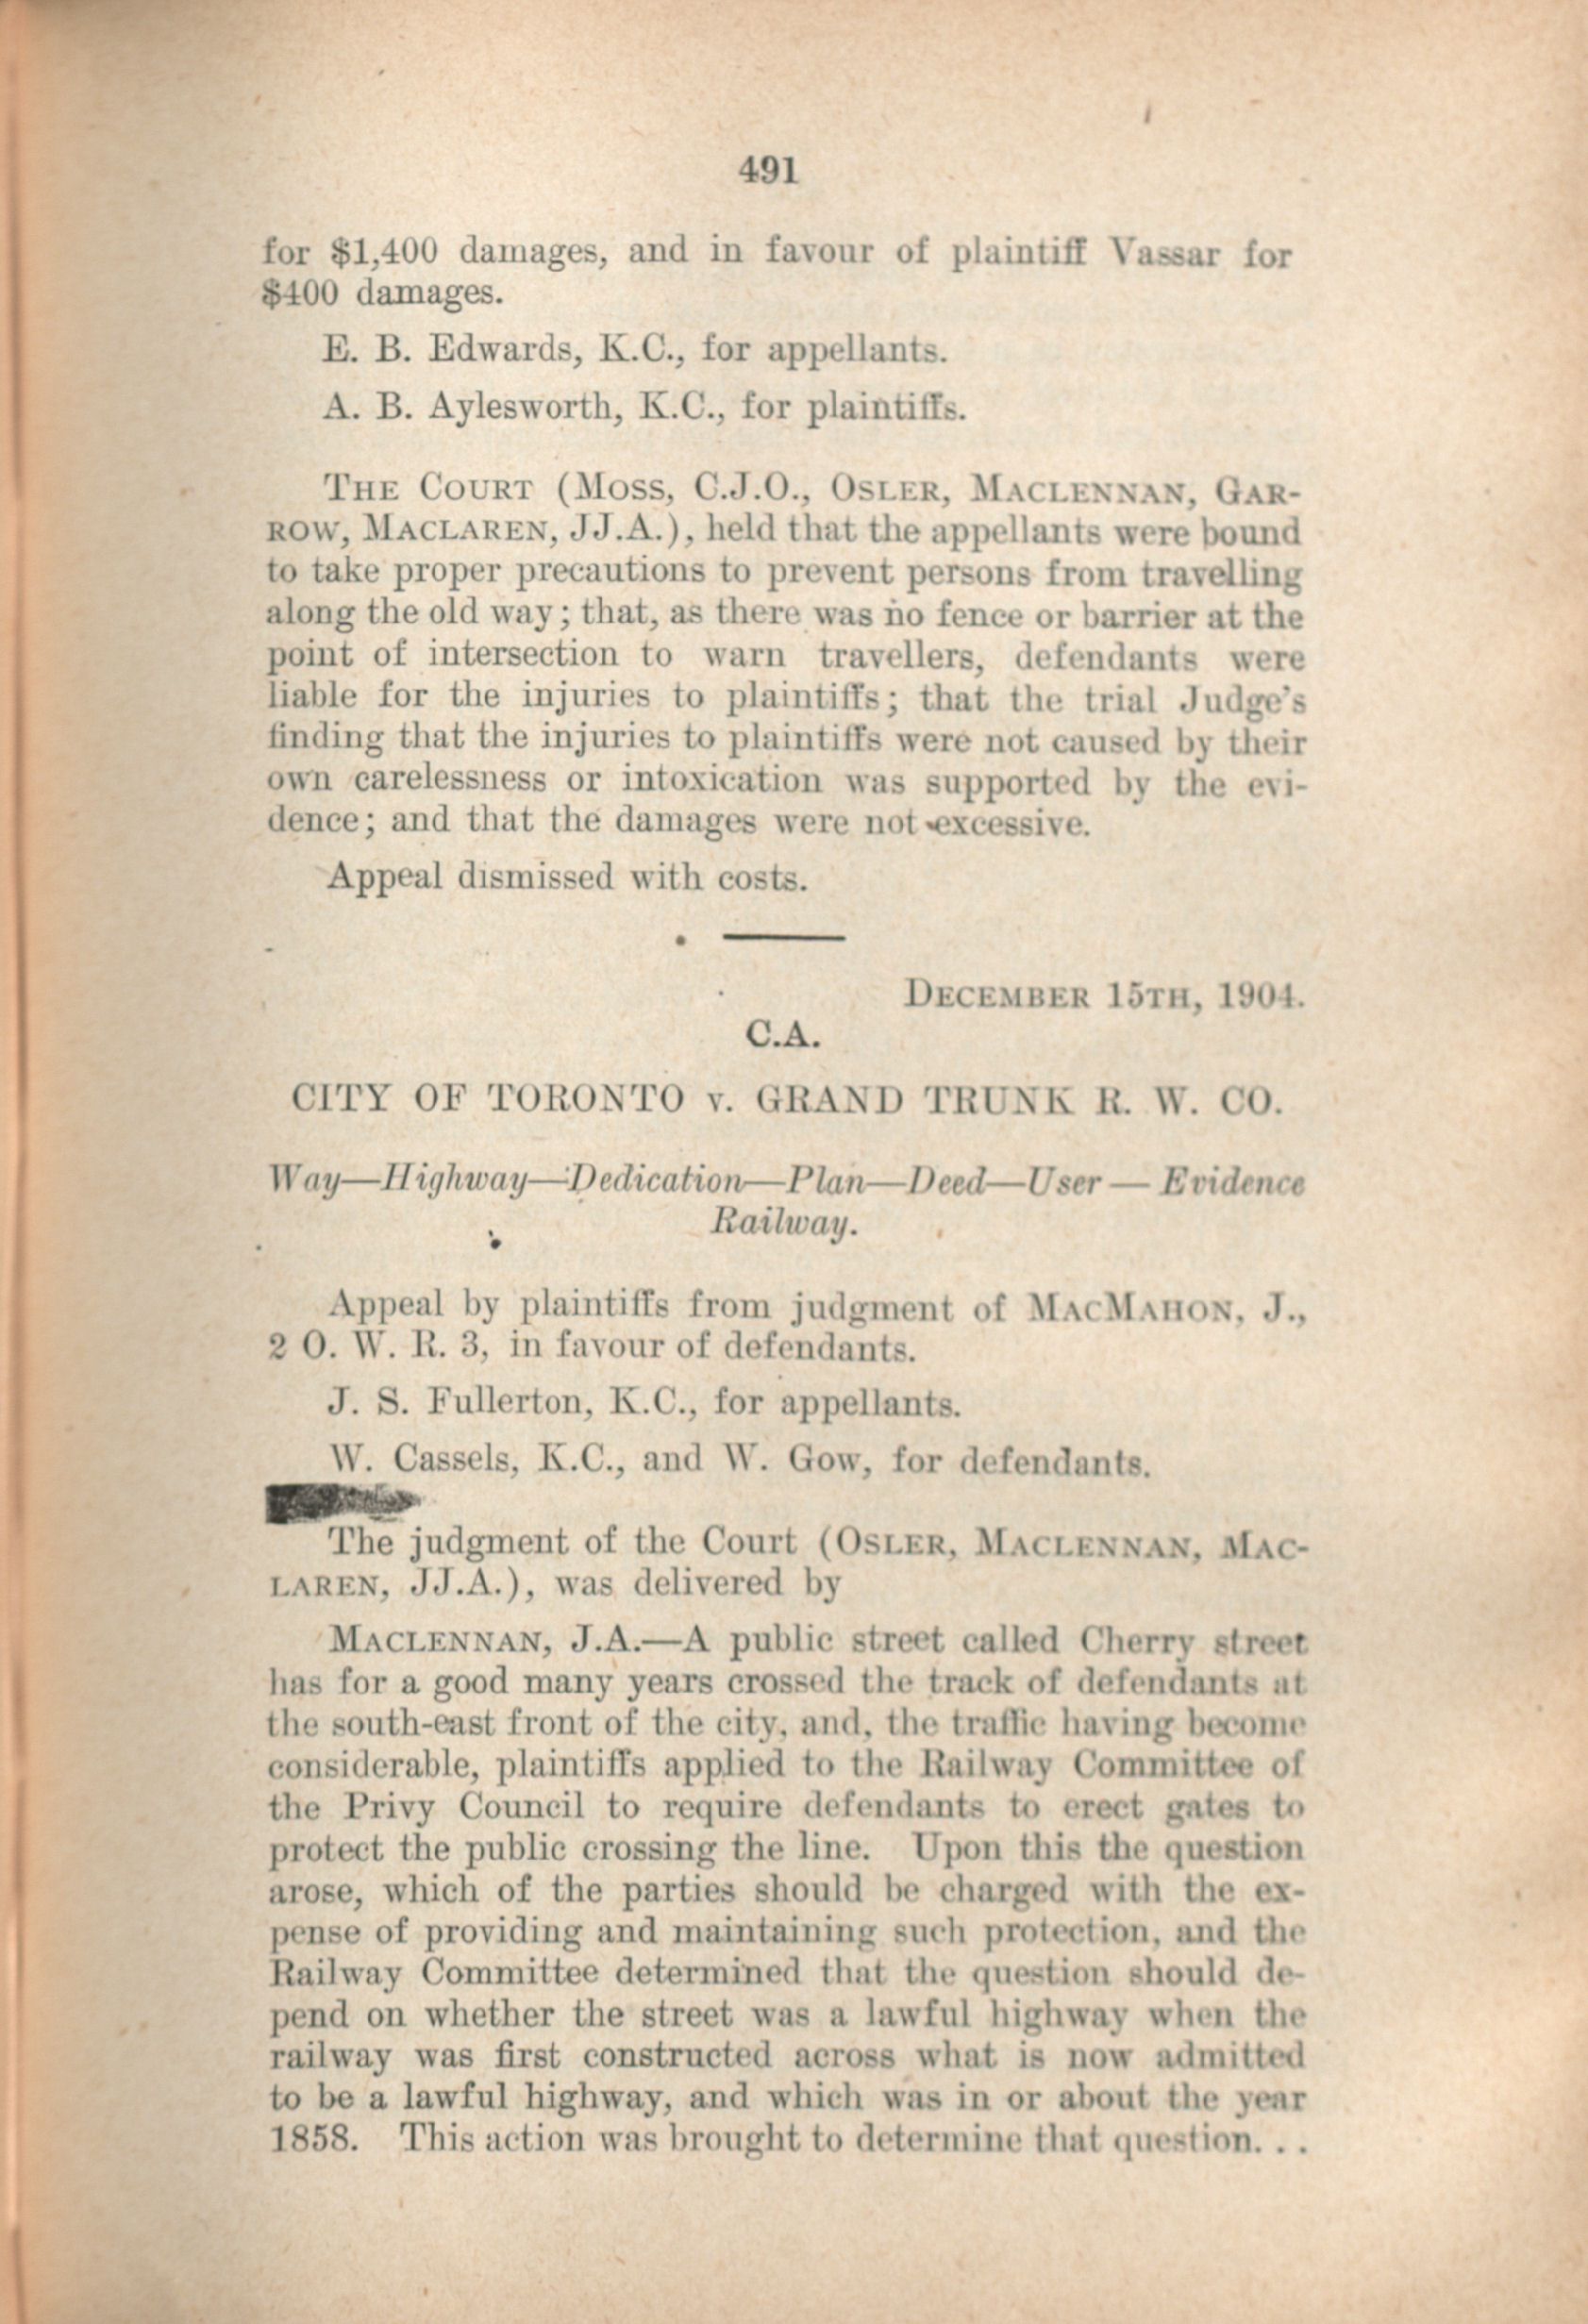 491
for $1,400 damages, and in favour of plaintiff Vassar for
$400 damages.
E. B. Edwards, K.C., for appellants.
A. B. Aylesworth, K.C., for plaintiffs.
THE COURT (MOSS, C.J.O., OSLER, MACLENNAN, GAR-
ROW, MACLAREN, JJ.A.), held that the appellants were bound
to take proper precautions to prevent persons from travelling
along the old way; that, as there was no fence or barrier at the
point of intersection to warn travellers, defendants were
liable for the injuries to plaintiffs; that the trial Judge's
finding that the injuries to plaintiffs were not caused by their
own carelessness or intoxication was supported by the evi-
dence; and that the damages were not excessive.
Appeal dismissed with costs.
DECEMBER 15TH, 1904.
C.A.
CITY OF TORONTO v. GRAND TRUNK R. W. CO.
Way—Highway—Dedication—Plan—Deed—User — Evidence
Railway.
Appeal by plaintiffs from judgment of MACMAHON, J.,
2 O. W. R. 3, in favour of defendants.
J. S. Fullerton, K.C., for appellants.
W. Cassels, K.C., and W. Gow, for defendants.
The judgment of the Court (OSLER, MACLENNAN, MAC-
LAREN, JJ.A.), was delivered by
MACLENNAN, J.A.—A public street called Cherry street
has for a good many years crossed the track of defendants at
the south-east front of the city, and, the traffic having become
considerable, plaintiffs applied to the Railway Committee of
the Privy Council to require defendants to erect gates to
protect the public crossing the line. Upon this the question
arose, which of the parties should be charged with the ex-
pense of providing and maintaining such protection, and the
Railway Committee determined that the question should de-
pend on whether the street was a lawful highway when the
railway was first constructed across what is now admitted
to be a lawful highway, and which was in or about the year
1858. This action was brought to determine that question. . .